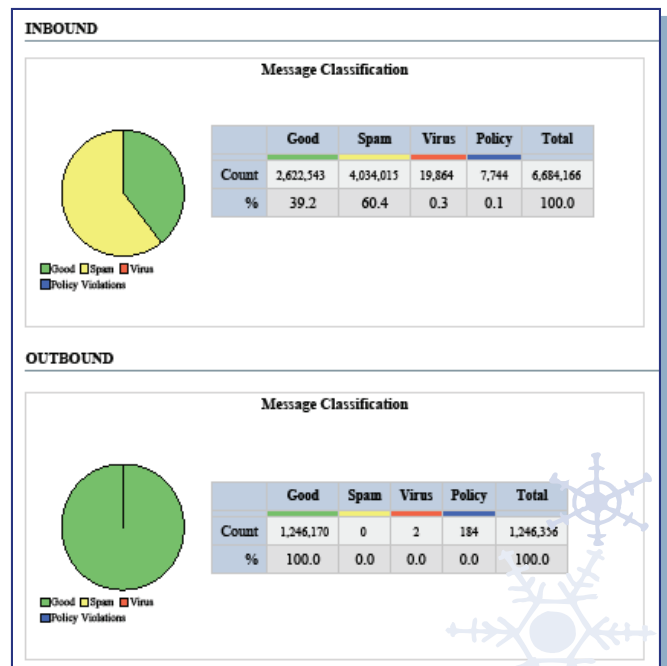 INBOUND
Message Classification
Good Spam Virus Policy Total
Count 2,622,543 4,034,015 19,864 7,744 6,684,166
% 39.2 60.4 0.3 0.1 100.0
Good Spam Virus
Policy Violations
OUTBOUND
Message Classification
Good Spam Virus Policy Total
Count 1,246,170 0 2 184 1,246,356
% 100.0 0.0 0.0 0.0 100.0
Good Spam Virus
Policy Violations